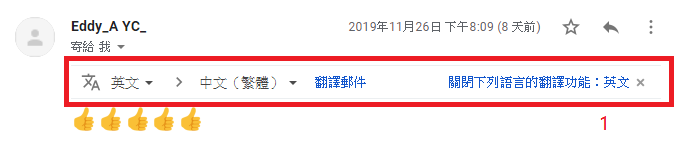 Eddy_A YC_ 2019年11月26日 下午8:09 (8 天前)
寄給 我
英文 中文（繁體） 翻譯郵件 關閉下列語言的翻譯功能：英文
👍👍👍👍👍 1